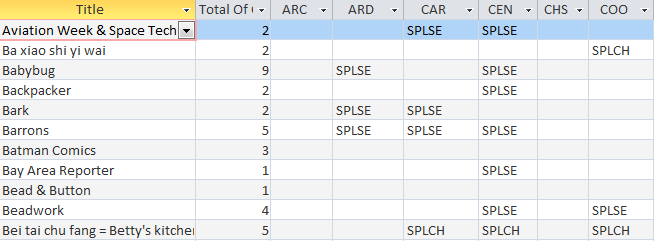 Title Total Of ARC ARD CAR CEN CHS COO
Aviation Week & Space Tech 2 SPLSE SPLSE
Ba xiao shi yi wai 2 SPLCH
Babybug 9 SPLSE SPLSE
Backpacker 2 SPLSE
Bark 2 SPLSE SPLSE
Barrons 5 SPLSE SPLSE SPLSE
Batman Comics 3
Bay Area Reporter 1 SPLSE
Bead & Button 1
Beadwork 4 SPLSE SPLSE
Bei tai chu fang = Betty's kitchen 5 SPLCH SPLCH SPLCH